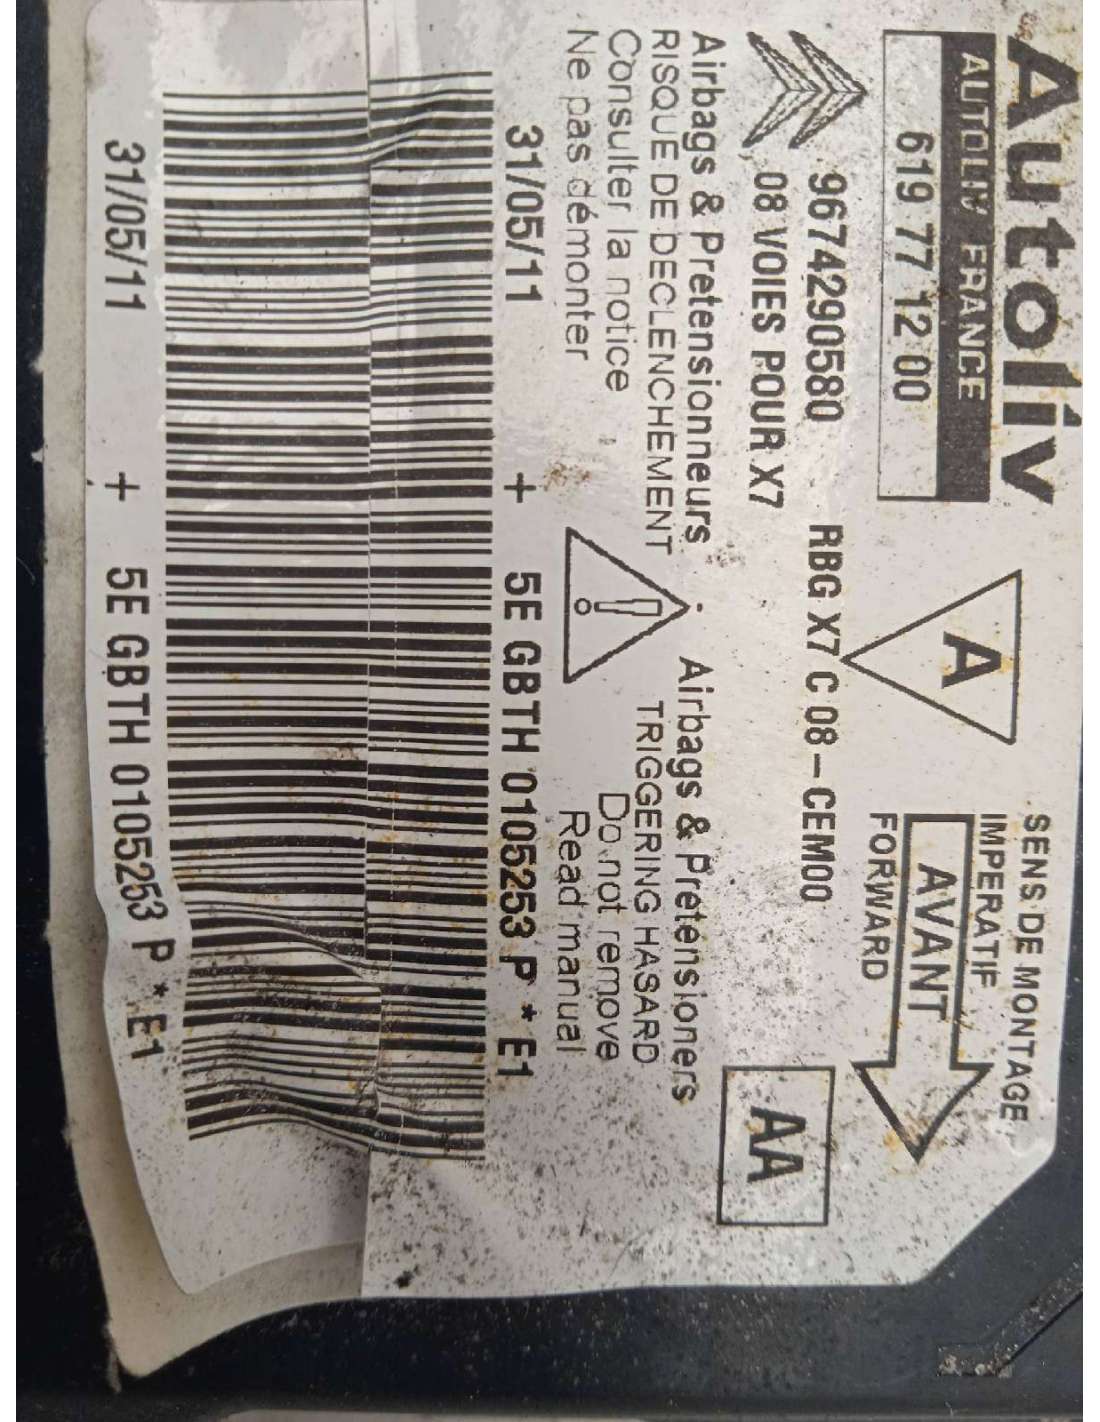 Autoliv
AUTOLIV FRANCE
619 77 12 00
A
SENS DE MONTAGE
IMPERATIF
AVANT
FORWARD
9674290580 RBG X7 C 08-CEM00
08 VOIES POUR X7
AA
Airbags & Pretensionneurs
RISQUE DE DECLENCHEMENT
Consulter la notice
Ne pas démonter
Airbags & Pretensioners
TRIGGERING HASARD
Do not remove
Read manual
31/05/11 + 5E GBTH 0105253 P * E1
31/05/11 + 5E GBTH 0105253 P * E1